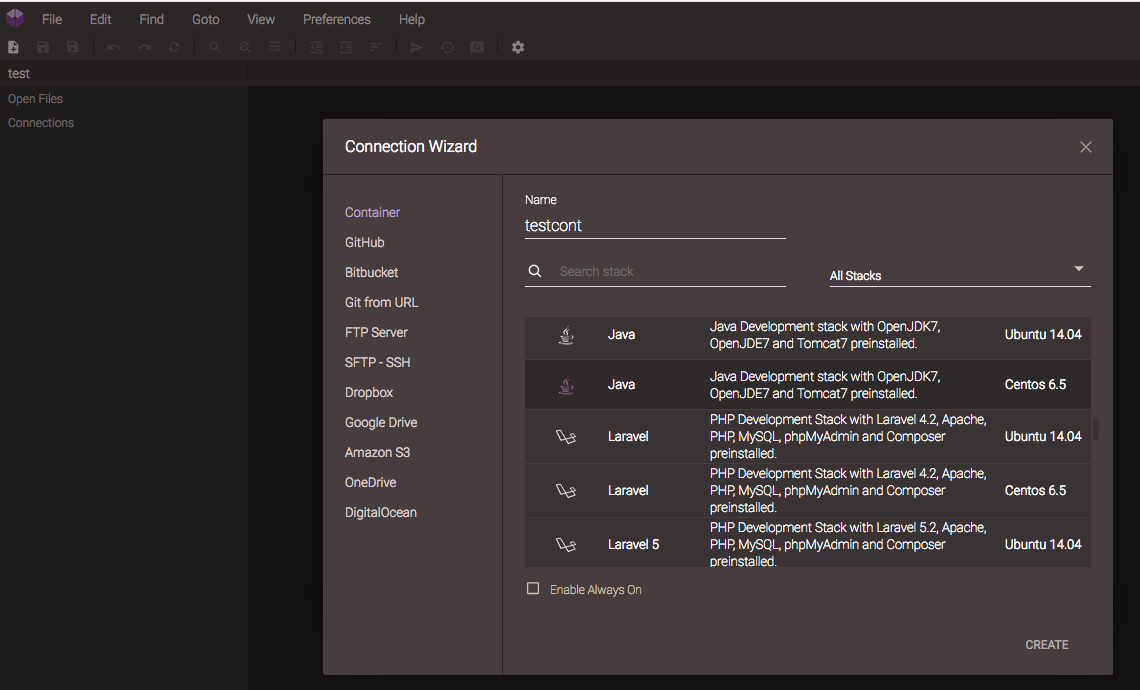 File Edit Find Goto View Preferences Help
test
Open Files
Connections
Connection Wizard
Container
GitHub
Bitbucket
Git from URL
FTP Server
SFTP - SSH
Dropbox
Google Drive
Amazon S3
OneDrive
DigitalOcean
Name
testcont
Search stack
All Stacks
Java
Java Development stack with OpenJDK7,
OpenJDE7 and Tomcat7 preinstalled.
Ubuntu 14.04
Java
Java Development stack with OpenJDK7,
OpenJDE7 and Tomcat7 preinstalled.
Centos 6.5
Laravel
PHP Development Stack with Laravel 4.2, Apache,
PHP, MySQL, phpMyAdmin and Composer
preinstalled.
Ubuntu 14.04
Laravel
PHP Development Stack with Laravel 4.2, Apache,
PHP, MySQL, phpMyAdmin and Composer
preinstalled.
Centos 6.5
Laravel 5
PHP Development Stack with Laravel 5.2, Apache,
PHP, MySQL, phpMyAdmin and Composer
preinstalled.
Ubuntu 14.04
Enable Always On
CREATE